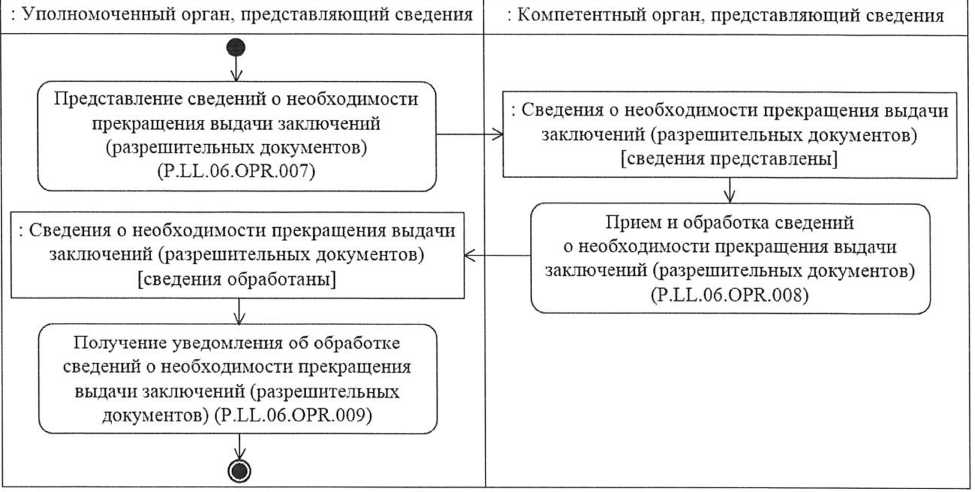 : Уполномоченный орган, представляющий сведения
: Компетентный орган, представляющий сведения
Представление сведений о необходимости
прекращения выдачи заключений
(разрешительных документов)
(P.LL.06.OPR.007)
: Сведения о необходимости прекращения выдачи
заключений (разрешительных документов)
[сведения представлены]
Прием и обработка сведений
о необходимости прекращения выдачи
заключений (разрешительных документов)
(P.LL.06.OPR.008)
: Сведения о необходимости прекращения выдачи
заключений (разрешительных документов)
[сведения обработаны]
Получение уведомления об обработке
сведений о необходимости прекращения
выдачи заключений (разрешительных
документов) (P.LL.06.OPR.009)